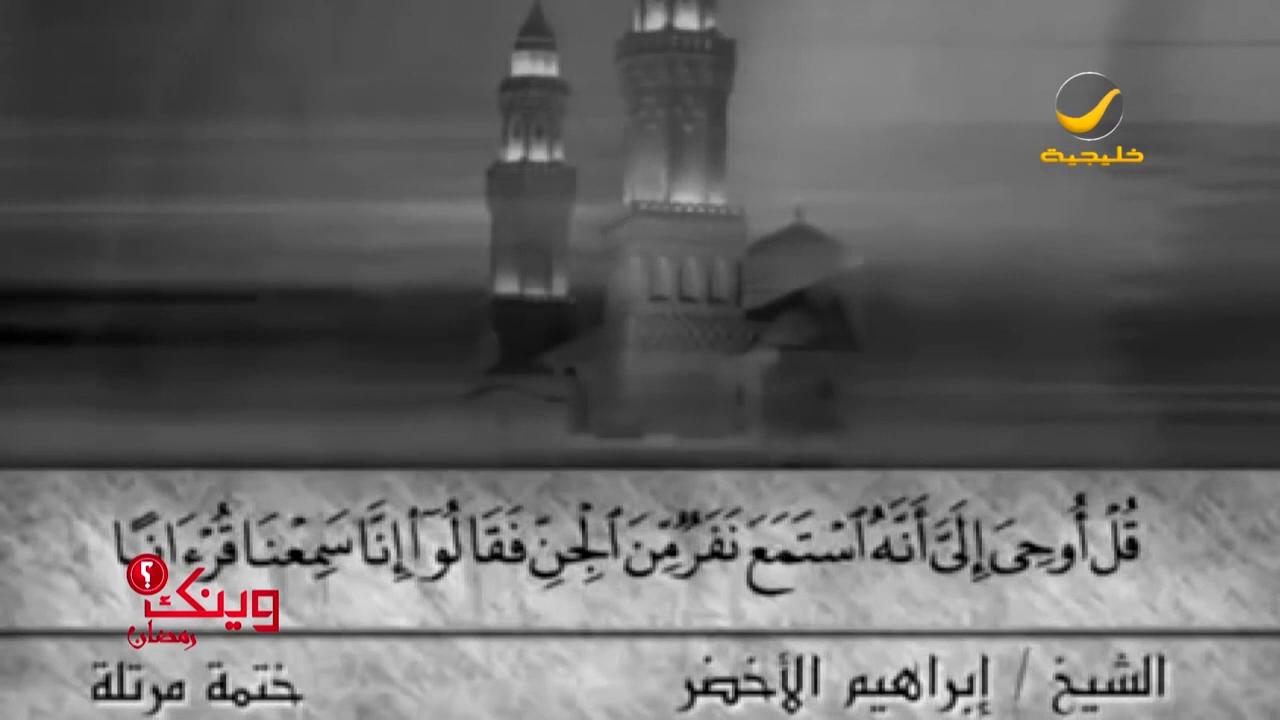 خليجية
قُلْ أُوحِىَ إِلَىَّ أَنَّهُ ٱسْتَمَعَ نَفَرٌ مِّنَ ٱلْجِنِّ فَقَالُوٓا۟ إِنَّا سَمِعْنَا قُرْءَانًا
؟
وينك
رمضان
الشيخ / إبراهيم الأخضر
ختمة مرتلة